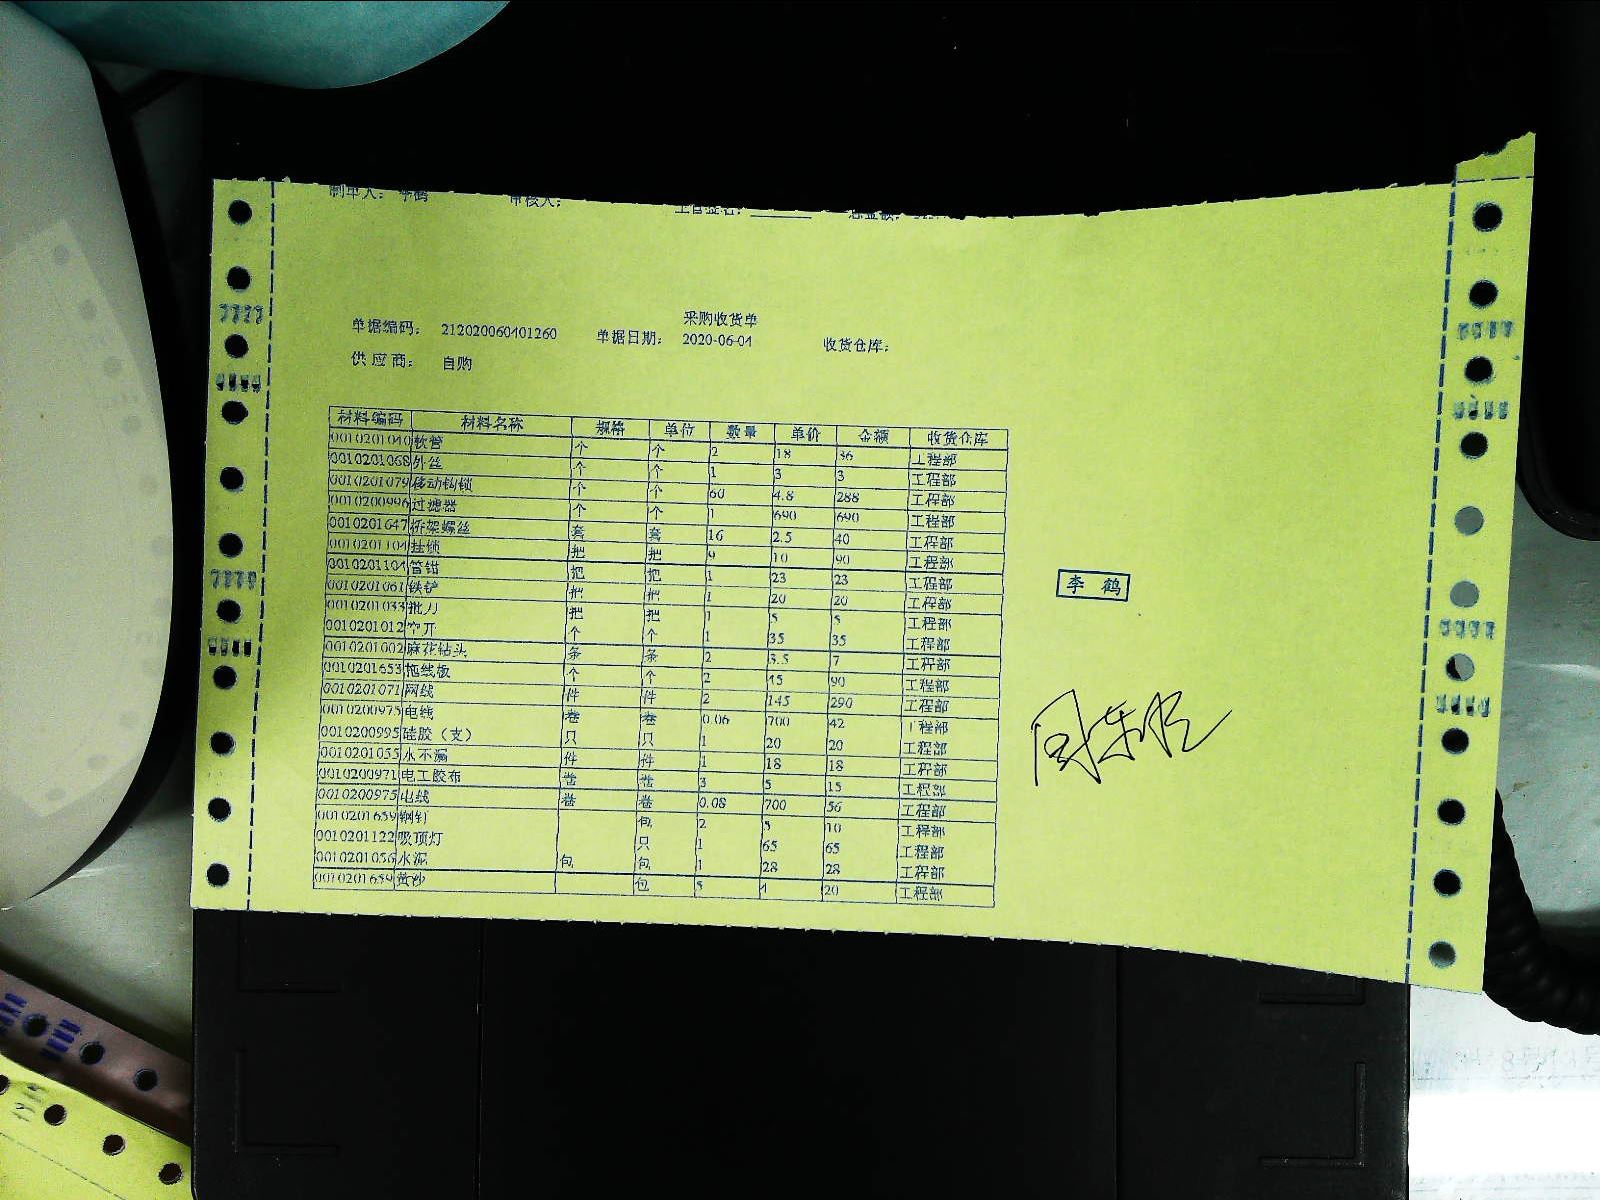 制单人： 李鹤 审核人：
采购收货单
单据编码： 212020060401260 单据日期： 2020-06-04 收货仓库：
供应商： 自购
材料编码 材料名称 规格 单位 数量 单价 金额 收货仓库
0010201040 软管 个 个 2 18 36 工程部
0010201068 外丝 个 个 1 3 3 工程部
0010201079 移动钩锁 个 个 60 4.8 288 工程部
0010200996 过滤器 个 个 1 690 690 工程部
0010201647 桥架螺丝 套 套 16 2.5 40 工程部
0010201104 挂锁 把 把 9 10 90 工程部
0010201104 管钳 把 把 1 23 23 工程部
0010201061 铁铲 把 把 1 20 20 工程部
0010201033 批刀 把 把 1 5 5 工程部
0010201012 空开 个 个 1 35 35 工程部
0010201002 麻花钻头 条 条 2 3.5 7 工程部
0010201653 拖线板 个 个 2 45 90 工程部
0010201071 网线 件 件 2 145 290 工程部
0010200975 电线 卷 卷 0.06 700 42 工程部
0010200995 硅胶（支） 只 只 1 20 20 工程部
0010201055 水不漏 件 件 1 18 18 工程部
0010200971 电工胶布 卷 卷 3 5 15 工程部
0010200975 电线 卷 卷 0.08 700 56 工程部
0010201659 钢钉 包 2 5 10 工程部
0010201122 吸顶灯 只 1 65 65 工程部
0010201056 水泥 包 包 1 28 28 工程部
0010201654 黄沙 包 5 4 20 工程部
李 鹤